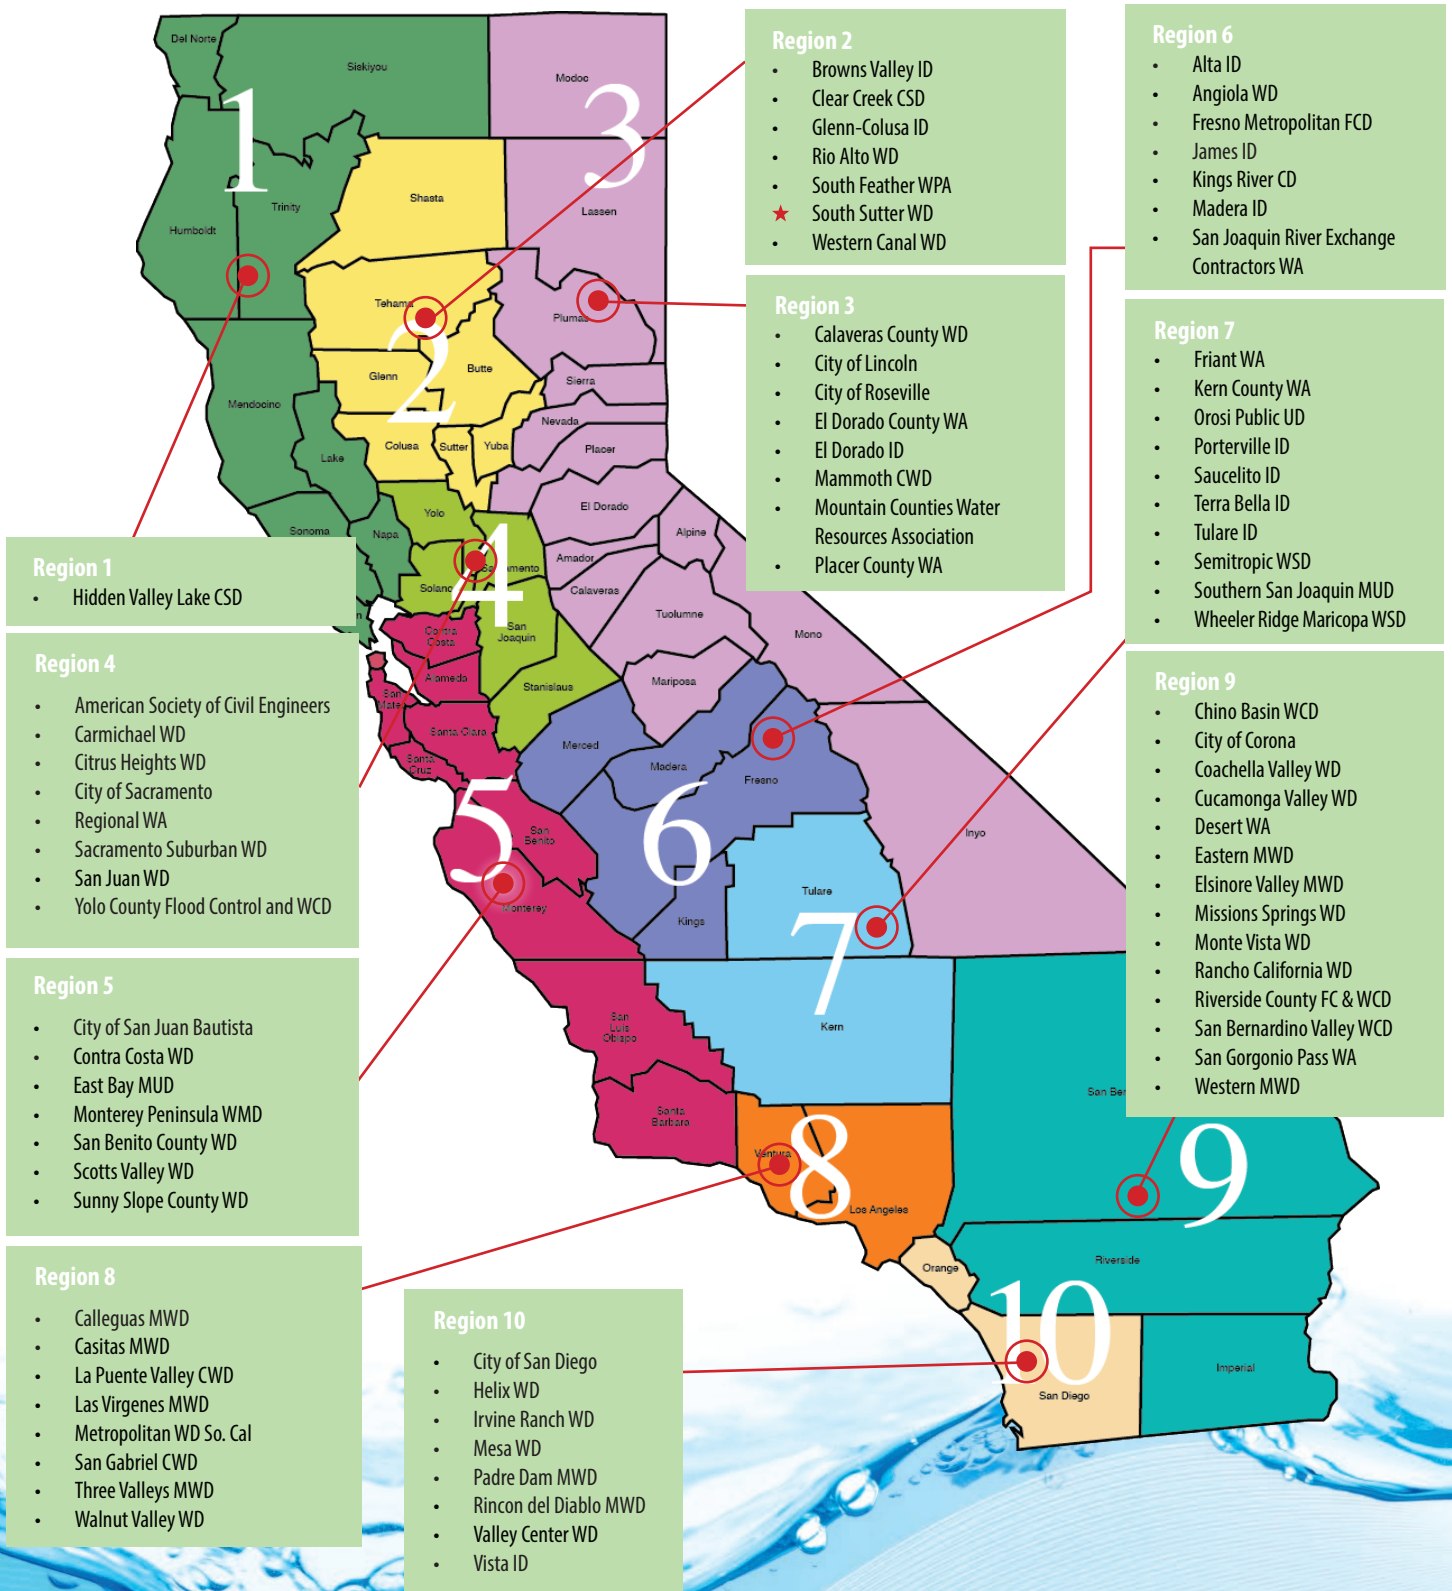 Del Norte
Siskiyou
Modoc
1
3
Shasta
Trinity
Lassen
Humboldt
Tehama
Plumas
2
Glenn
Butte
Sierra
Mendocino
Nevada
Colusa
Sutter
Yuba
Placer
Lake
El Dorado
Yolo
Sonoma
Napa
4
Sacramento
Alpine
Amador
Solano
Calaveras
Tuolumne
Mono
San
Joaquin
Contra
Costa
Alameda
Stanislaus
Mariposa
San
Mate
Santa Clara
Santa
Cruz
Merced
Madera
Fresno
5
6
San
Benito
Inyo
Monterey
Kings
Tulare
7
San
Luis
Obispo
Kern
San Ber
Santa
Barbara
Ventura
8
Los Angeles
9
Orange
Riverside
10
San Diego
Imperial
Region 1
• Hidden Valley Lake CSD
Region 2
• Browns Valley ID
• Clear Creek CSD
• Glenn-Colusa ID
• Rio Alto WD
• South Feather WPA
★ South Sutter WD
• Western Canal WD
Region 3
• Calaveras County WD
• City of Lincoln
• City of Roseville
• El Dorado County WA
• El Dorado ID
• Mammoth CWD
• Mountain Counties Water
Resources Association
• Placer County WA
Region 4
• American Society of Civil Engineers
• Carmichael WD
• Citrus Heights WD
• City of Sacramento
• Regional WA
• Sacramento Suburban WD
• San Juan WD
• Yolo County Flood Control and WCD
Region 5
• City of San Juan Bautista
• Contra Costa WD
• East Bay MUD
• Monterey Peninsula WMD
• San Benito County WD
• Scotts Valley WD
• Sunny Slope County WD
Region 6
• Alta ID
• Angiola WD
• Fresno Metropolitan FCD
• James ID
• Kings River CD
• Madera ID
• San Joaquin River Exchange
Contractors WA
Region 7
• Friant WA
• Kern County WA
• Orosi Public UD
• Porterville ID
• Saucelito ID
• Terra Bella ID
• Tulare ID
• Semitropic WSD
• Southern San Joaquin MUD
• Wheeler Ridge Maricopa WSD
Region 8
• Calleguas MWD
• Casitas MWD
• La Puente Valley CWD
• Las Virgenes MWD
• Metropolitan WD So. Cal
• San Gabriel CWD
• Three Valleys MWD
• Walnut Valley WD
Region 9
• Chino Basin WCD
• City of Corona
• Coachella Valley WD
• Cucamonga Valley WD
• Desert WA
• Eastern MWD
• Elsinore Valley MWD
• Missions Springs WD
• Monte Vista WD
• Rancho California WD
• Riverside County FC & WCD
• San Bernardino Valley WCD
• San Gorgonio Pass WA
• Western MWD
Region 10
• City of San Diego
• Helix WD
• Irvine Ranch WD
• Mesa WD
• Padre Dam MWD
• Rincon del Diablo MWD
• Valley Center WD
• Vista ID